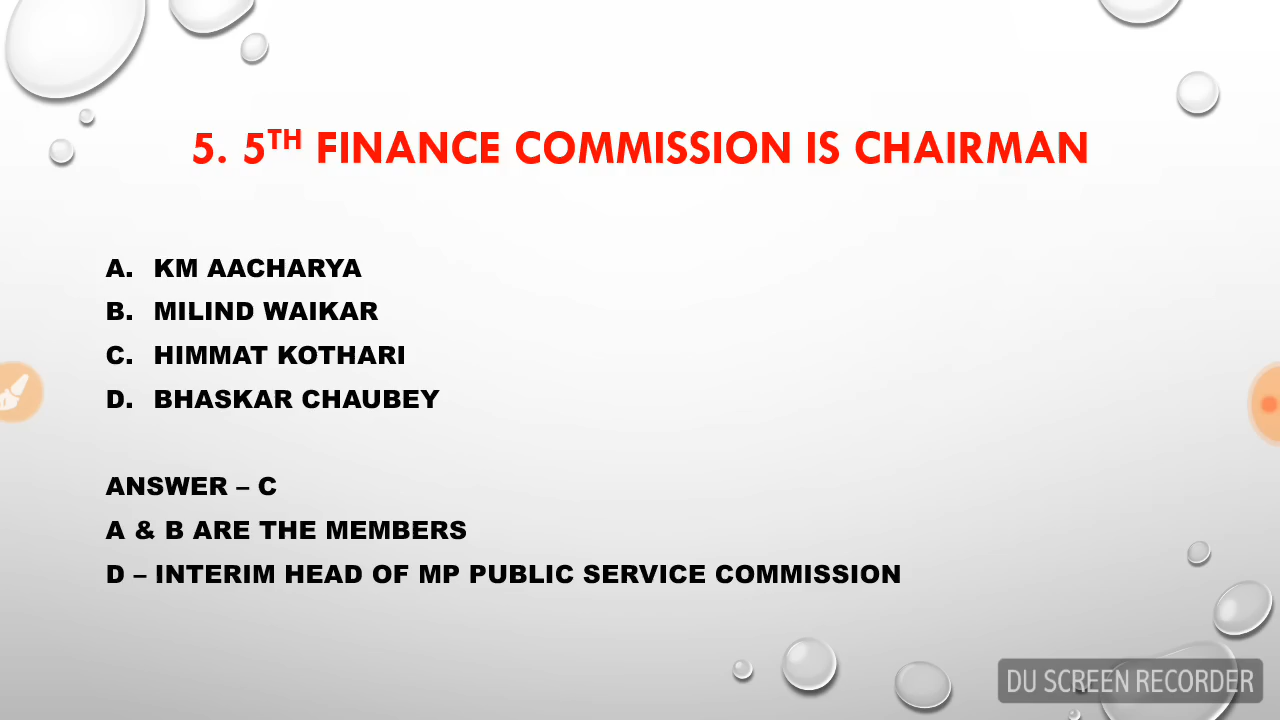 5. 5TH FINANCE COMMISSION IS CHAIRMAN
A. KM AACHARYA
B. MILIND WAIKAR
C. HIMMAT KOTHARI
D. BHASKAR CHAUBEY
ANSWER – C
A & B ARE THE MEMBERS
D – INTERIM HEAD OF MP PUBLIC SERVICE COMMISSION
DU SCREEN RECORDER